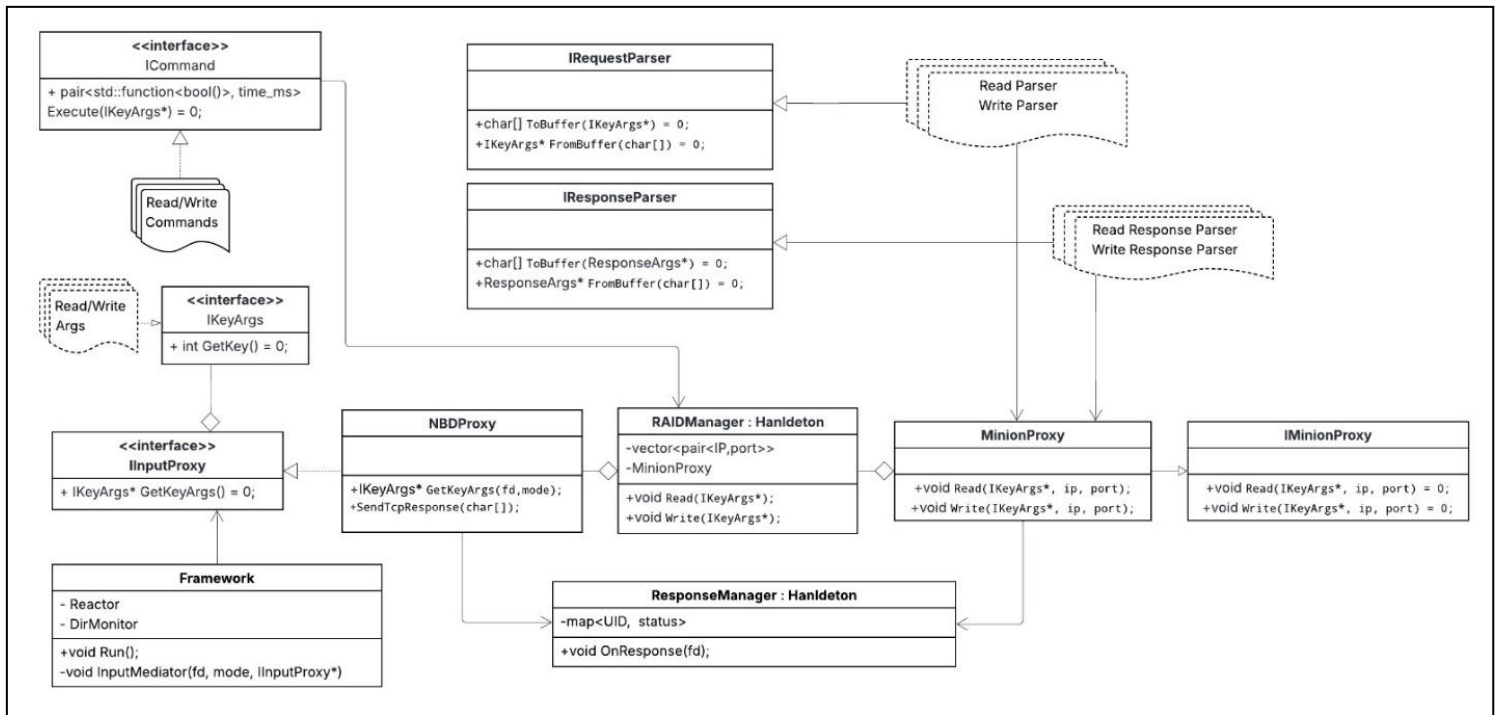 <<interface>>
ICommand
+ pair<std::function<bool()>, time_ms>
Execute(IKeyArgs*) = 0;
Read/Write
Commands
IRequestParser
+char[] ToBuffer(IKeyArgs*) = 0;
+IKeyArgs* FromBuffer(char[]) = 0;
Read Parser
Write Parser
IResponseParser
+char[] ToBuffer(ResponseArgs*) = 0;
+ResponseArgs* FromBuffer(char[]) = 0;
Read Response Parser
Write Response Parser
Read/Write
Args
<<interface>>
IKeyArgs
+ int GetKey() = 0;
<<interface>>
IInputProxy
+ IKeyArgs* GetKeyArgs() = 0;
NBDProxy
+IKeyArgs* GetKeyArgs(fd,mode);
+SendTcpResponse(char[]);
RAIDManager : Hanldeton
-vector<pair<IP,port>>
-MinionProxy
+void Read(IKeyArgs*);
+void Write(IKeyArgs*);
MinionProxy
+void Read(IKeyArgs*, ip, port);
+void Write(IKeyArgs*, ip, port);
IMinionProxy
+void Read(IKeyArgs*, ip, port) = 0;
+void Write(IKeyArgs*, ip, port) = 0;
Framework
- Reactor
- DirMonitor
+void Run();
-void InputMediator(fd, mode, IInputProxy*)
ResponseManager : Hanldeton
-map<UID, status>
+void OnResponse(fd);